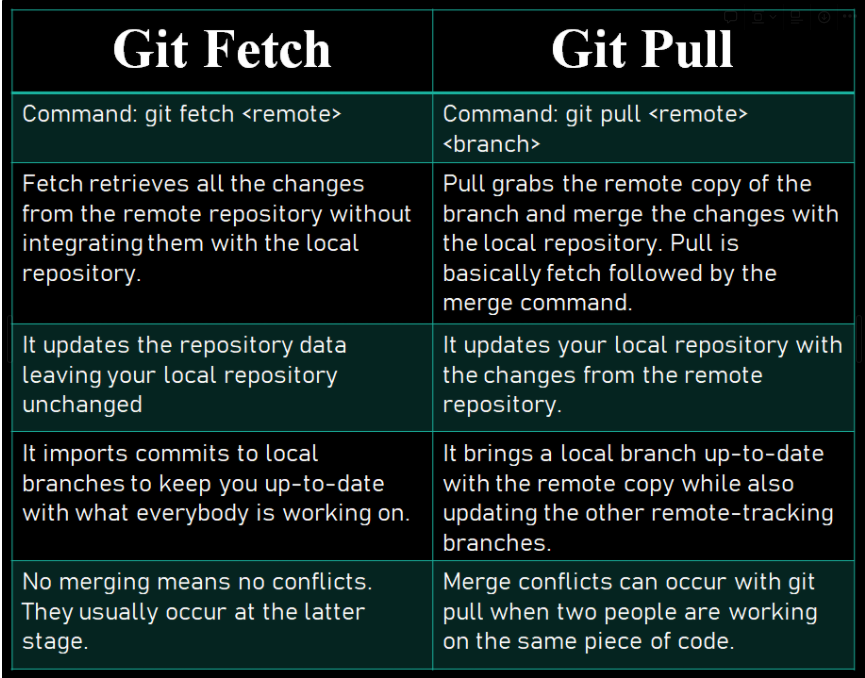 Git Fetch
Git Pull
Command: git fetch <remote>
Command: git pull <remote>
<branch>
Fetch retrieves all the changes
from the remote repository without
integrating them with the local
repository.
Pull grabs the remote copy of the
branch and merge the changes with
the local repository. Pull is
basically fetch followed by the
merge command.
It updates the repository data
leaving your local repository
unchanged
It updates your local repository with
the changes from the remote
repository.
It imports commits to local
branches to keep you up-to-date
with what everybody is working on.
It brings a local branch up-to-date
with the remote copy while also
updating the other remote-tracking
branches.
No merging means no conflicts.
They usually occur at the latter
stage.
Merge conflicts can occur with git
pull when two people are working
on the same piece of code.